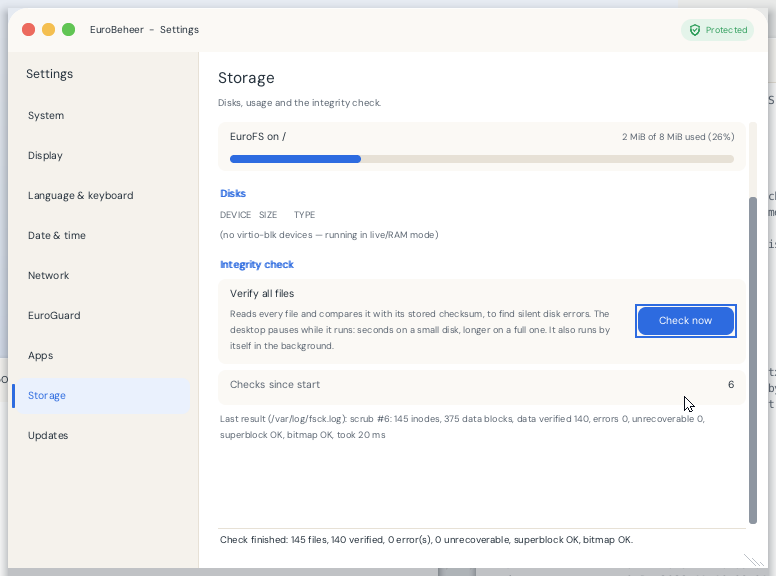 EuroBeheer - Settings
Protected
Settings
System
Display
Language & keyboard
Date & time
Network
EuroGuard
Apps
Storage
Updates
Storage
Disks, usage and the integrity check.
EuroFS on /
2 MiB of 8 MiB used (26%)
Disks
DEVICE SIZE TYPE
(no virtio-blk devices — running in live/RAM mode)
Integrity check
Verify all files
Reads every file and compares it with its stored checksum, to find silent disk errors. The
desktop pauses while it runs: seconds on a small disk, longer on a full one. It also runs by
itself in the background.
Check now
Checks since start
6
Last result (/var/log/fsck.log): scrub #6: 145 inodes, 375 data blocks, data verified 140, errors 0, unrecoverable 0,
superblock OK, bitmap OK, took 20 ms
Check finished: 145 files, 140 verified, 0 error(s), 0 unrecoverable, superblock OK, bitmap OK.